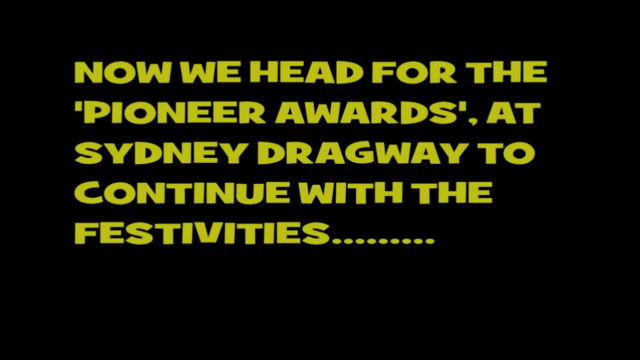 NOW WE HEAD FOR THE
'PIONEER AWARDS', AT
SYDNEY DRAGWAY TO
CONTINUE WITH THE
FESTIVITIES.........